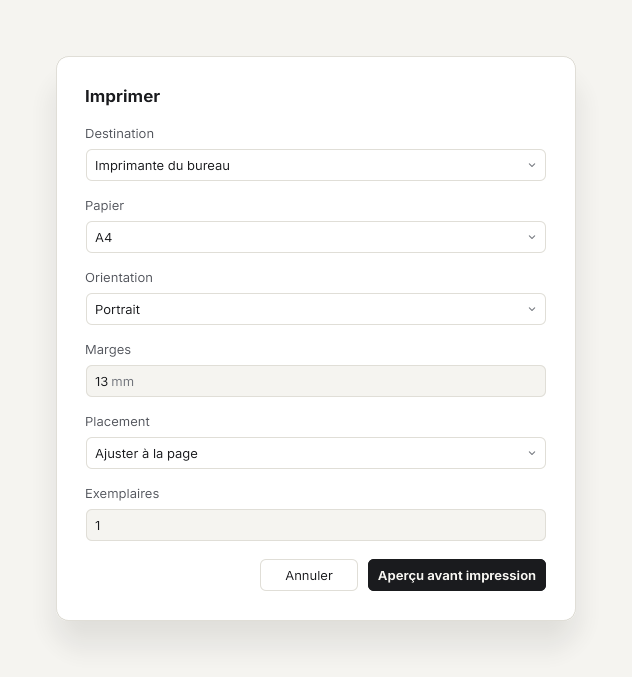 Imprimer
Destination
Imprimante du bureau
Papier
A4
Orientation
Portrait
Marges
13 mm
Placement
Ajuster à la page
Exemplaires
1
Annuler
Aperçu avant impression